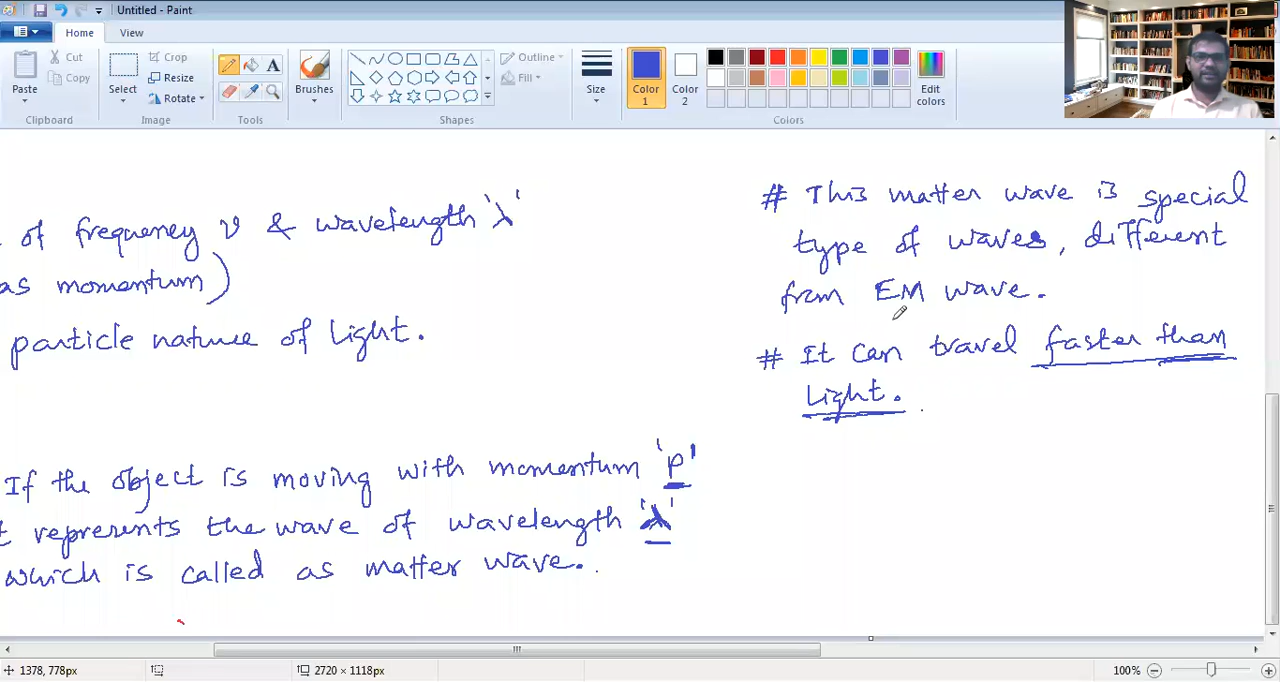 Untitled - Paint
Home
View
Paste
Cut
Copy
Clipboard
Select
Crop
Resize
Rotate
Image
Tools
Brushes
Shapes
Outline
Fill
Size
Color
1
Color
2
Colors
Edit
colors
of frequency ν & wavelength 'λ'
as momentum)
particle nature of light.
If the object is moving with momentum 'p'
t represents the wave of wavelength 'λ'
which is called as matter wave.
# This matter wave is special
type of waves, different
from EM wave.
# It can travel faster than
light.
1378, 778px
2720 × 1118px
100%